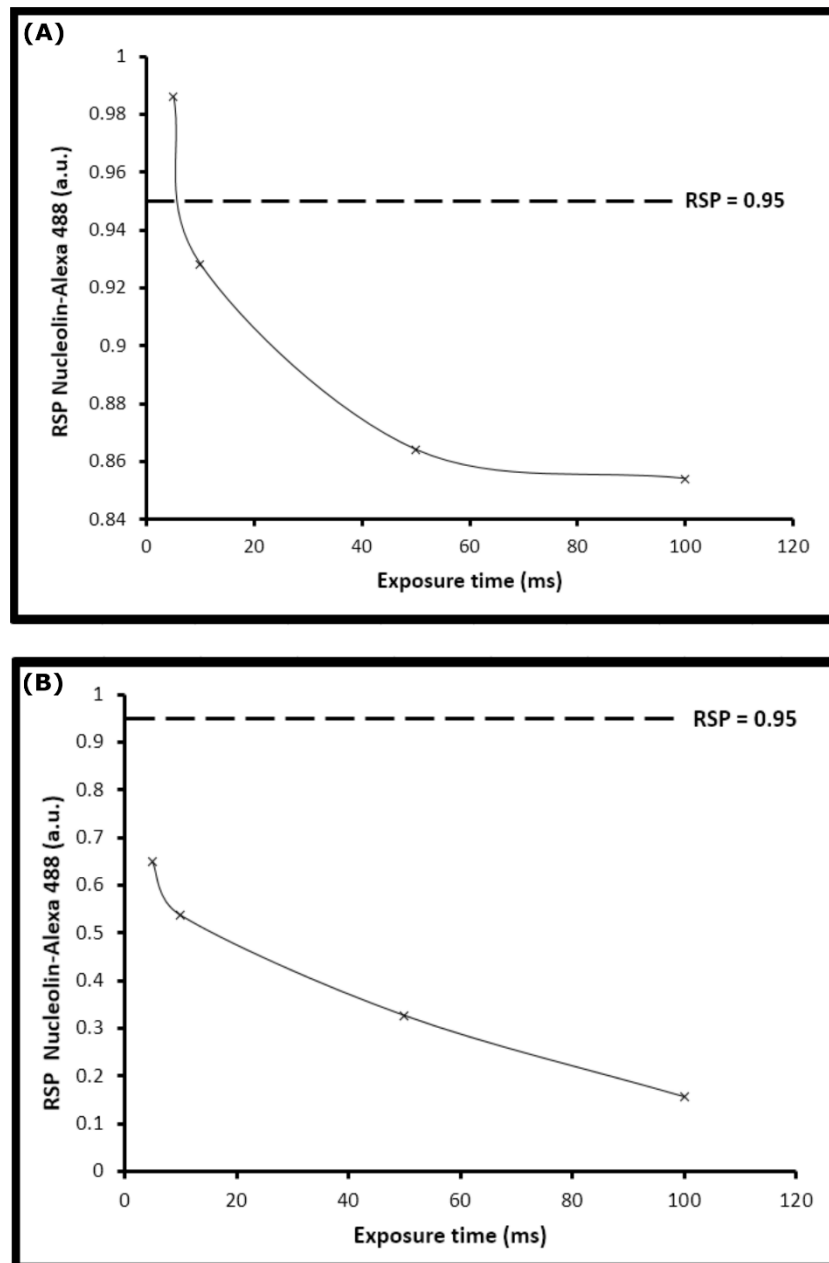 (A)
1
0.98
0.96
0.94
0.92
0.9
0.88
0.86
0.84
RSP Nucleolin-Alexa 488 (a.u.)
RSP = 0.95
0 20 40 60 80 100 120
Exposure time (ms)
(B)
1
0.9
0.8
0.7
0.6
0.5
0.4
0.3
0.2
0.1
0
RSP Nucleolin-Alexa 488 (a.u.)
RSP = 0.95
0 20 40 60 80 100 120
Exposure time (ms)